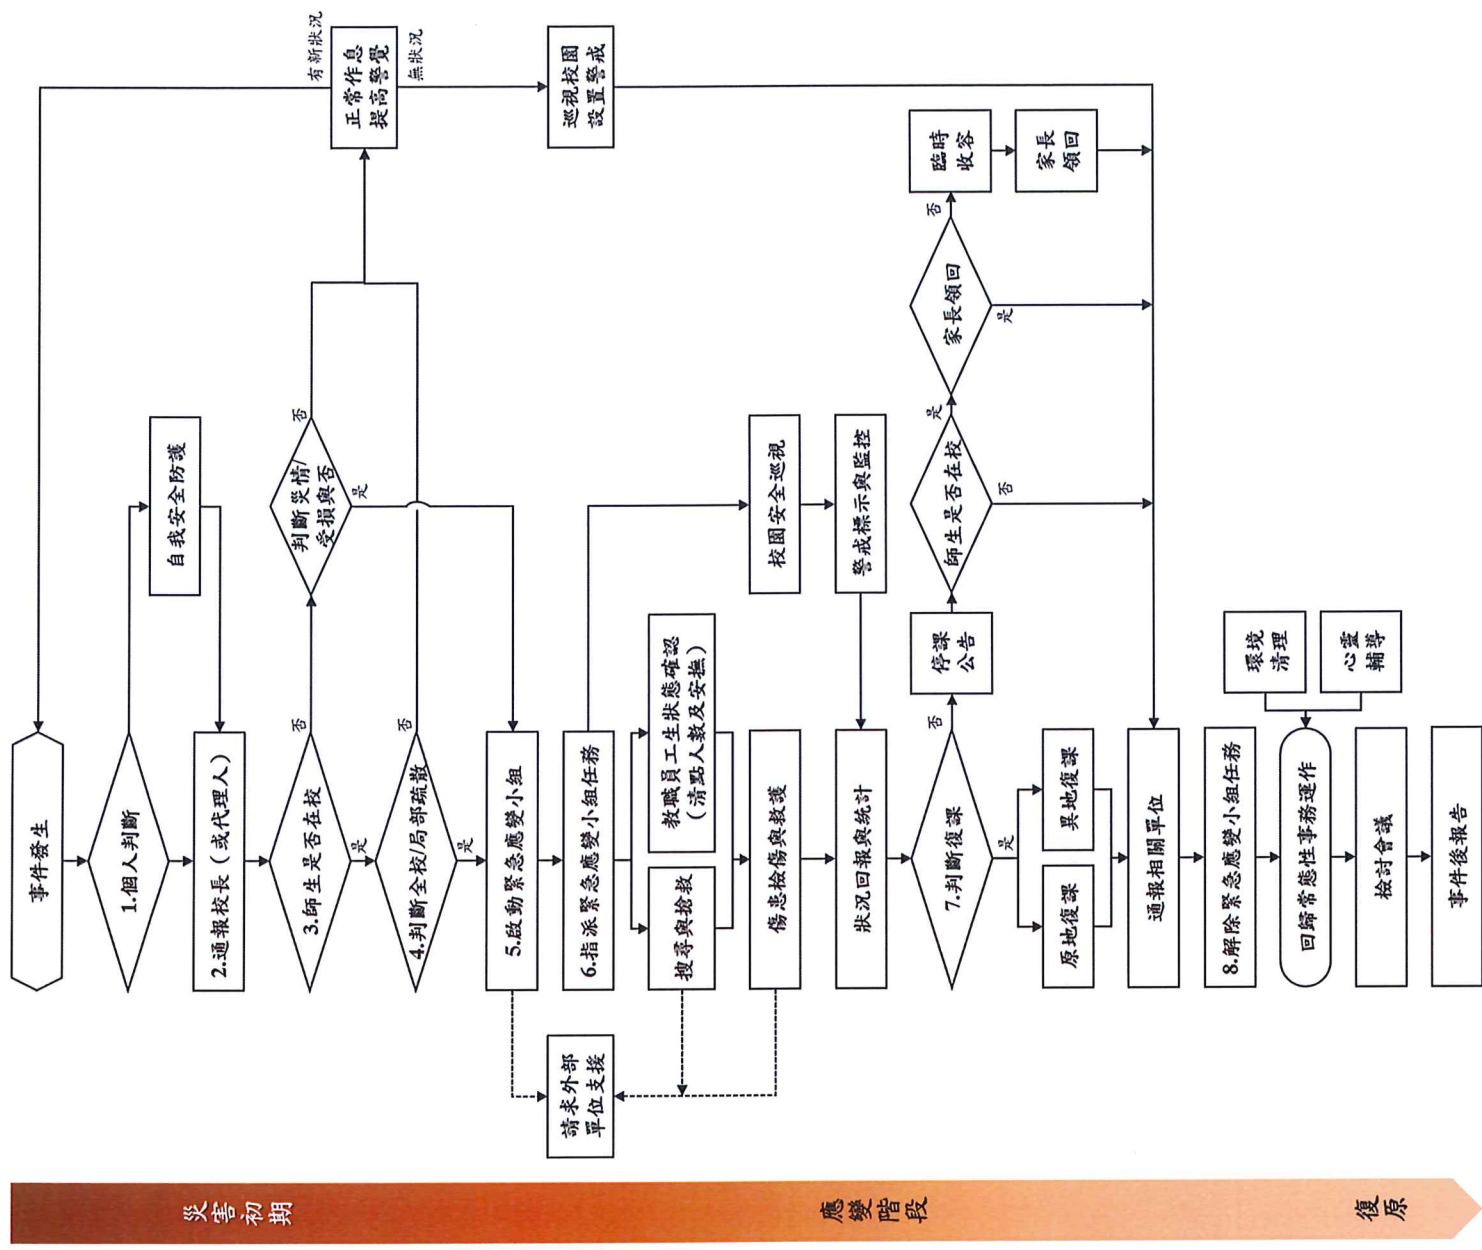 災害初期
應變階段
復原
事件發生
1.個人判斷
自我安全防護
2.通報校長（或代理人）
3.師生是否在校
否
是
判斷災情/
受損與否
否
是
4.判斷全校/局部疏散
否
是
正常作息
提高警覺
有新狀況
無狀況
巡視校園
設置警戒
5.啟動緊急應變小組
請求外部
單位支援
6.指派緊急應變小組任務
搜尋與搶救
教職員工生狀態確認
（清點人數及安撫）
校園安全巡視
傷患檢傷與救護
警戒標示與監控
狀況回報與統計
7.判斷復課
否
是
停課
公告
師生是否在校
是
否
家長領回
否
是
臨時
收容
家長
領回
原地復課
異地復課
通報相關單位
8.解除緊急應變小組任務
環境
清理
心靈
輔導
回歸常態性事務運作
檢討會議
事件後報告